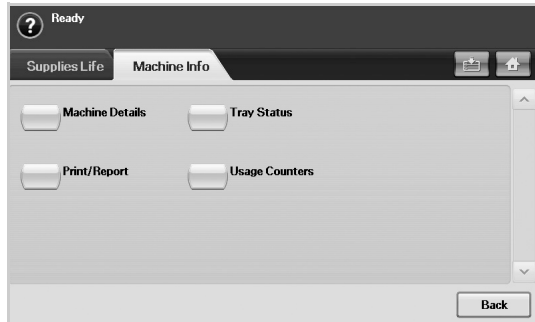 ? Ready
Supplies Life Machine Info
Machine Details Tray Status
Print/Report Usage Counters
Back